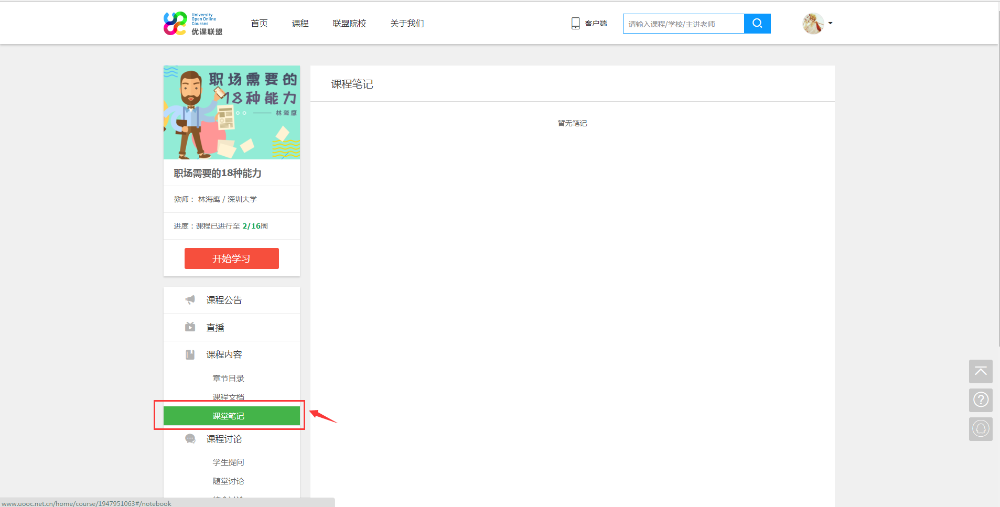 University
Open Online
Courses
优课联盟
首页
课程
联盟院校
关于我们
客户端
请输入课程/学校/主讲老师
职场需要的
18种能力
林海鹰
职场需要的18种能力
教师： 林海鹰 / 深圳大学
进度：课程已进行至 2/16周
开始学习
课程公告
直播
课程内容
章节目录
课程文档
课堂笔记
课程讨论
学生提问
随堂讨论
课程笔记
暂无笔记
www.uooc.net.cn/home/course/1947951063#/notebook